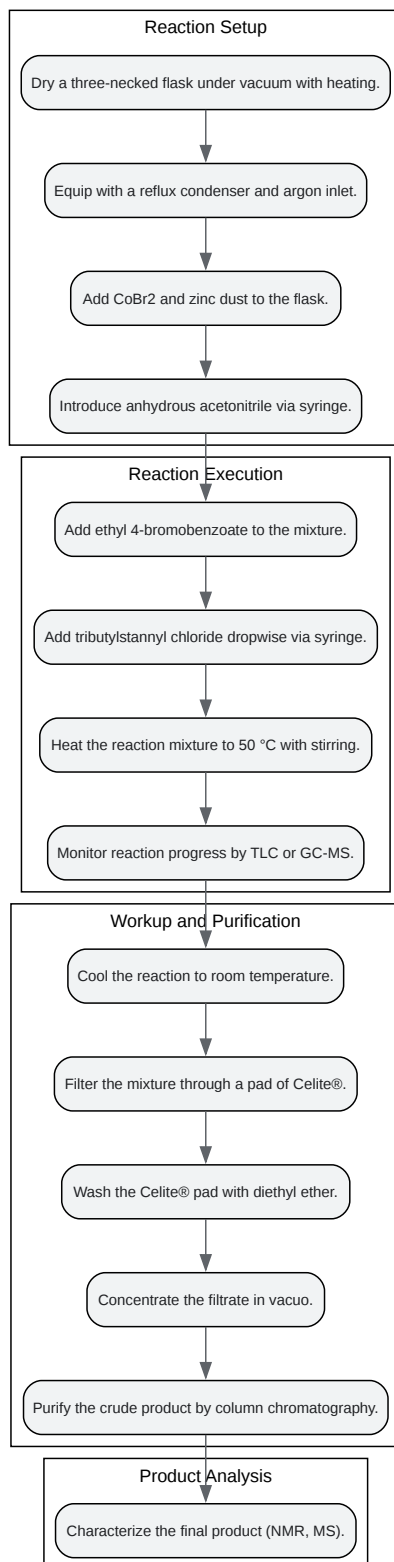 Reaction Setup
Dry a three-necked flask under vacuum with heating.
Equip with a reflux condenser and argon inlet.
Add CoBr2 and zinc dust to the flask.
Introduce anhydrous acetonitrile via syringe.
Reaction Execution
Add ethyl 4-bromobenzoate to the mixture.
Add tributylstannyl chloride dropwise via syringe.
Heat the reaction mixture to 50 °C with stirring.
Monitor reaction progress by TLC or GC-MS.
Workup and Purification
Cool the reaction to room temperature.
Filter the mixture through a pad of Celite®.
Wash the Celite® pad with diethyl ether.
Concentrate the filtrate in vacuo.
Purify the crude product by column chromatography.
Product Analysis
Characterize the final product (NMR, MS).